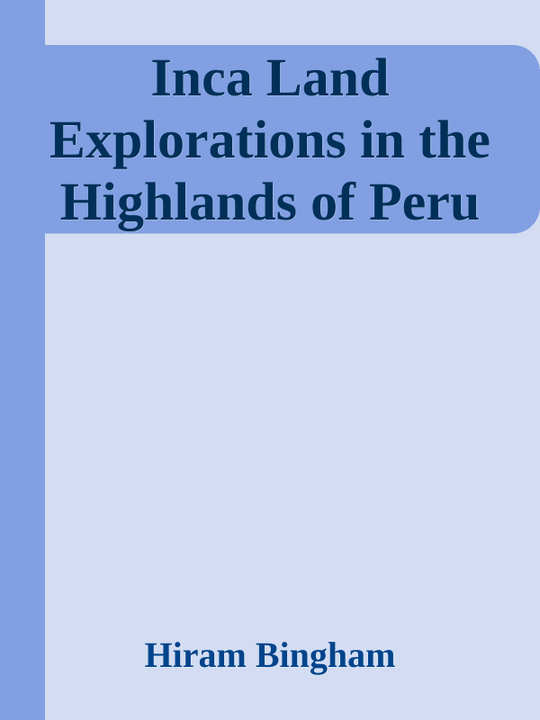 Inca Land
Explorations in the
Highlands of Peru
Hiram Bingham